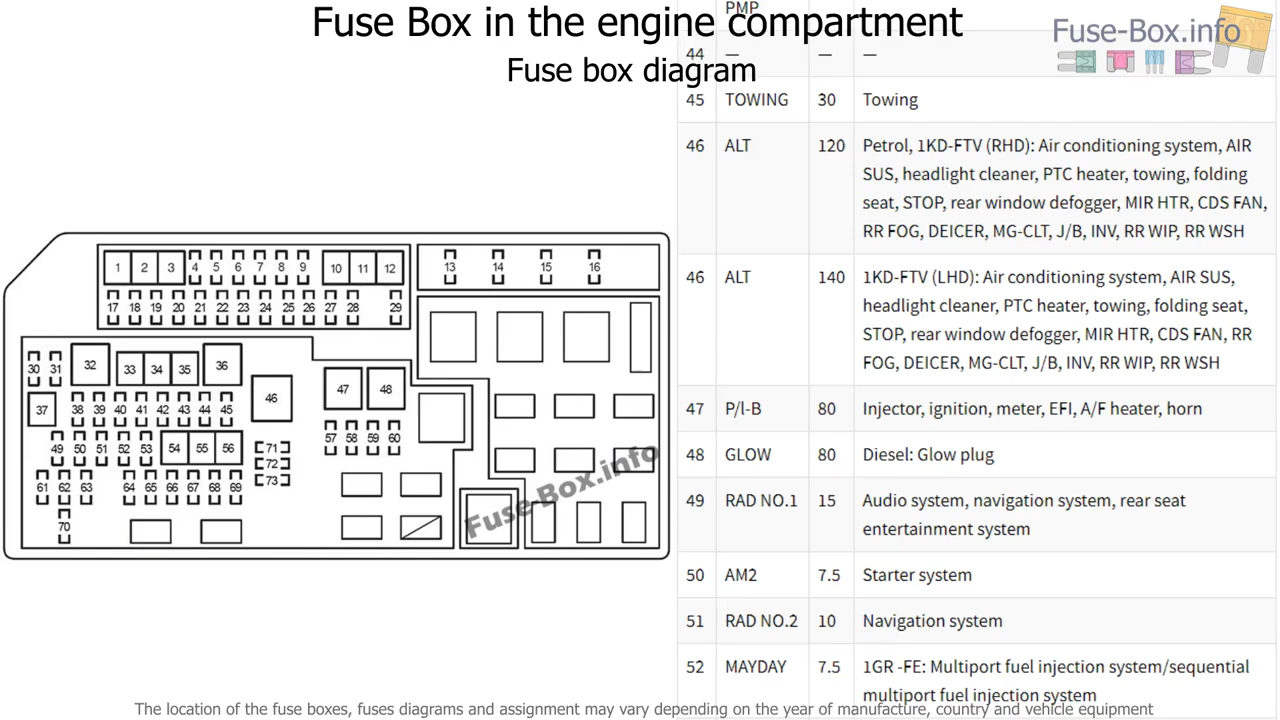 Fuse Box in the engine compartment
Fuse box diagram
Fuse-Box.info
PMP
44 — — —
45 TOWING 30 Towing
46 ALT 120 Petrol, 1KD-FTV (RHD): Air conditioning system, AIR
SUS, headlight cleaner, PTC heater, towing, folding
seat, STOP, rear window defogger, MIR HTR, CDS FAN,
RR FOG, DEICER, MG-CLT, J/B, INV, RR WIP, RR WSH
46 ALT 140 1KD-FTV (LHD): Air conditioning system, AIR SUS,
headlight cleaner, PTC heater, towing, folding seat,
STOP, rear window defogger, MIR HTR, CDS FAN, RR
FOG, DEICER, MG-CLT, J/B, INV, RR WIP, RR WSH
47 P/l-B 80 Injector, ignition, meter, EFI, A/F heater, horn
48 GLOW 80 Diesel: Glow plug
49 RAD NO.1 15 Audio system, navigation system, rear seat
entertainment system
50 AM2 7.5 Starter system
51 RAD NO.2 10 Navigation system
52 MAYDAY 7.5 1GR -FE: Multiport fuel injection system/sequential
multiport fuel injection system
1 2 3 4 5 6 7 8 9 10 11 12 13 14 15 16
17 18 19 20 21 22 23 24 25 26 27 28 29
30 31 32 33 34 35 36
37 38 39 40 41 42 43 44 45 46 47 48
49 50 51 52 53 54 55 56 71 57 58 59 60
72
61 62 63 64 65 66 67 68 69 73
70
Fuse-Box.info
The location of the fuse boxes, fuses diagrams and assignment may vary depending on the year of manufacture, country and vehicle equipment